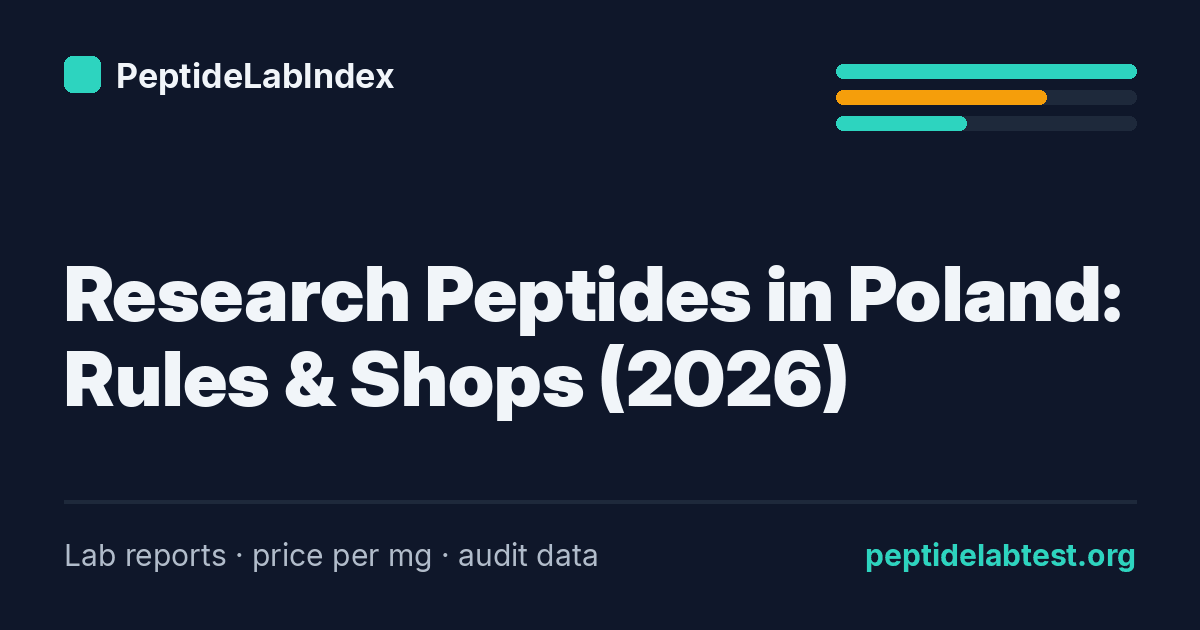 PeptideLabIndex
Research Peptides in Poland:
Rules & Shops (2026)
Lab reports · price per mg · audit data
peptidelabtest.org